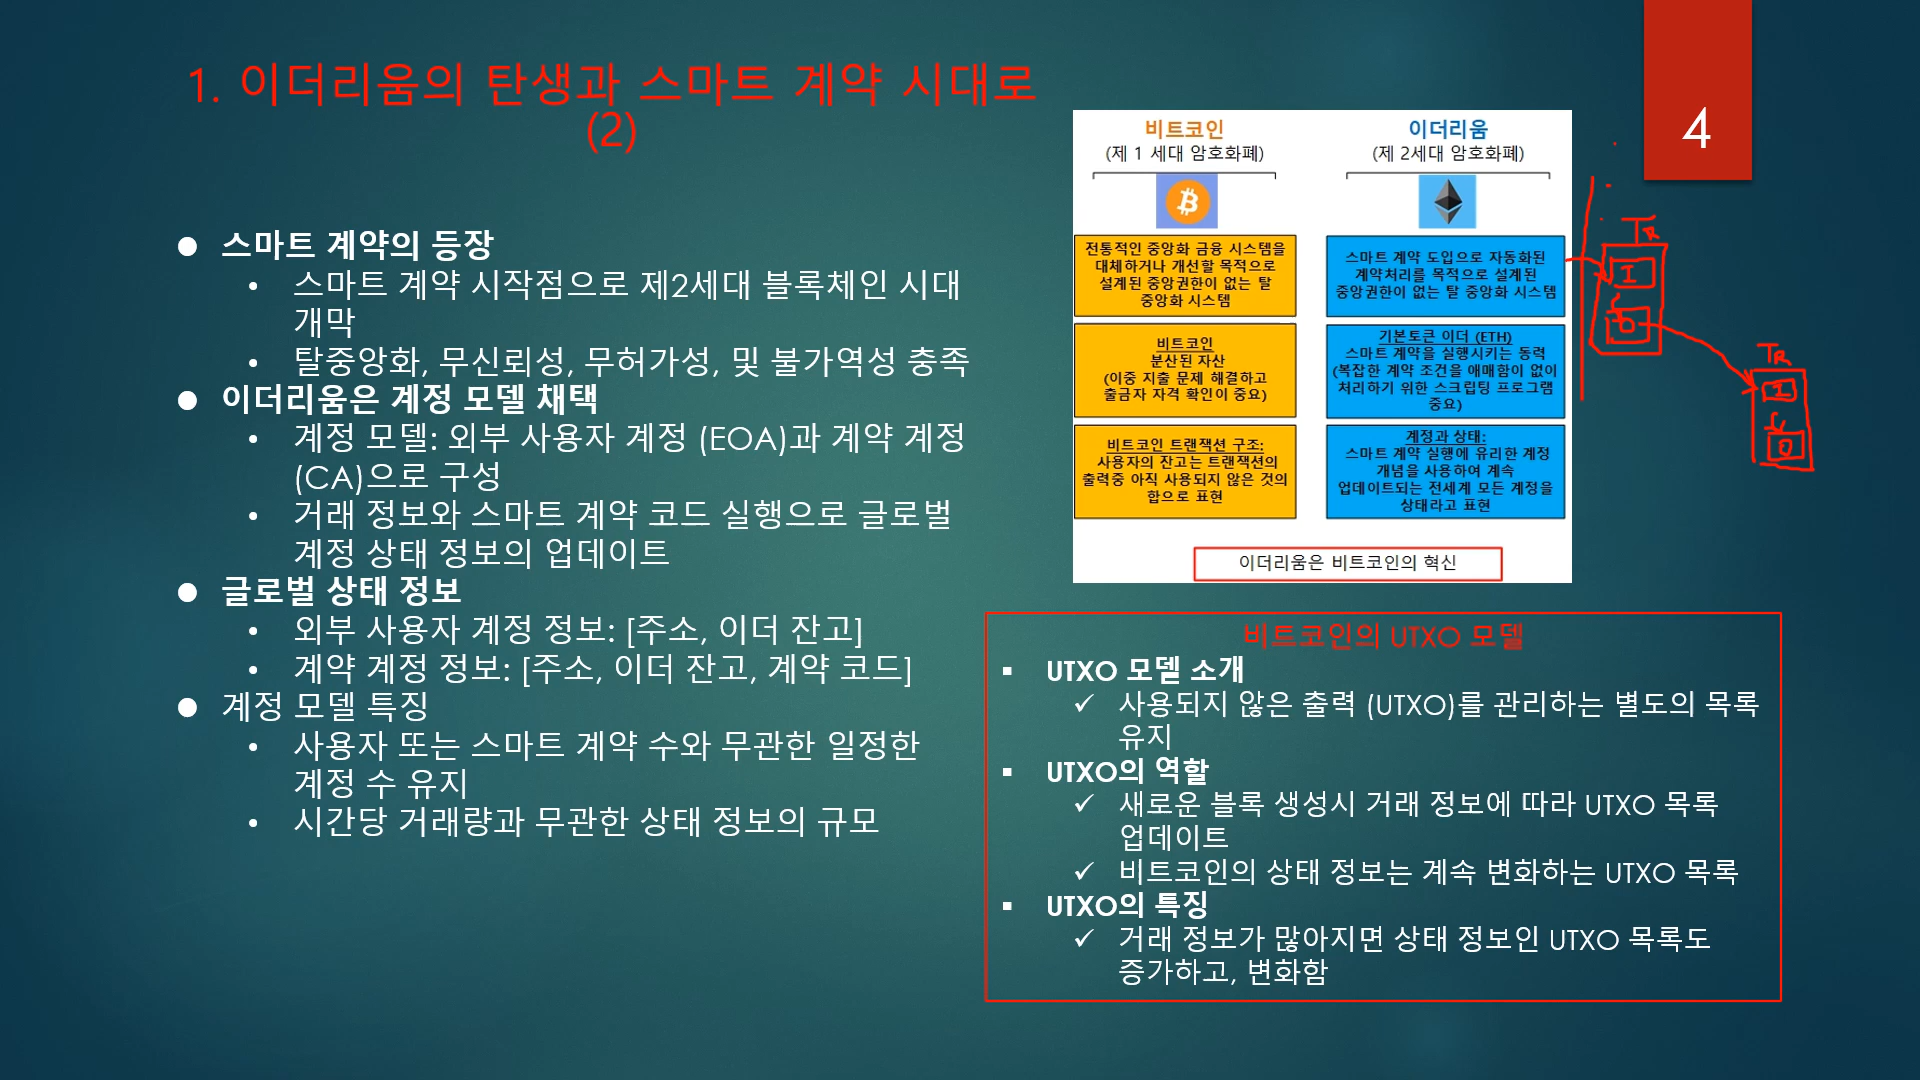 1. 이더리움의 탄생과 스마트 계약 시대로
(2)
4
● 스마트 계약의 등장
• 스마트 계약 시작점으로 제2세대 블록체인 시대
개막
• 탈중앙화, 무신뢰성, 무허가성, 및 불가역성 충족
● 이더리움은 계정 모델 채택
• 계정 모델: 외부 사용자 계정 (EOA)과 계약 계정
(CA)으로 구성
• 거래 정보와 스마트 계약 코드 실행으로 글로벌
계정 상태 정보의 업데이트
● 글로벌 상태 정보
• 외부 사용자 계정 정보: [주소, 이더 잔고]
• 계약 계정 정보: [주소, 이더 잔고, 계약 코드]
● 계정 모델 특징
• 사용자 또는 스마트 계약 수와 무관한 일정한
계정 수 유지
• 시간당 거래량과 무관한 상태 정보의 규모
비트코인
(제 1 세대 암호화폐)
전통적인 중앙화 금융 시스템을
대체하거나 개선할 목적으로
설계된 중앙권한이 없는 탈
중앙화 시스템
비트코인
분산된 자산
(이중 지출 문제 해결하고
출금자 자격 확인이 중요)
비트코인 트랜잭션 구조:
사용자의 잔고는 트랜잭션의
출력중 아직 사용되지 않은 것의
합으로 표현
이더리움
(제 2세대 암호화폐)
스마트 계약 도입으로 자동화된
계약처리를 목적으로 설계된
중앙권한이 없는 탈 중앙화 시스템
기본토큰 이더 (ETH)
스마트 계약을 실행시키는 동력
(복잡한 계약 조건을 애매함이 없이
처리하기 위한 스크립팅 프로그램
중요)
계정과 상태:
스마트 계약 실행에 유리한 계정
개념을 사용하여 계속
업데이트되는 전세계 모든 계정을
상태라고 표현
이더리움은 비트코인의 혁신
TR
I
O
TR
I
O
비트코인의 UTXO 모델
▪ UTXO 모델 소개
✓ 사용되지 않은 출력 (UTXO)를 관리하는 별도의 목록
유지
▪ UTXO의 역할
✓ 새로운 블록 생성시 거래 정보에 따라 UTXO 목록
업데이트
✓ 비트코인의 상태 정보는 계속 변화하는 UTXO 목록
▪ UTXO의 특징
✓ 거래 정보가 많아지면 상태 정보인 UTXO 목록도
증가하고, 변화함